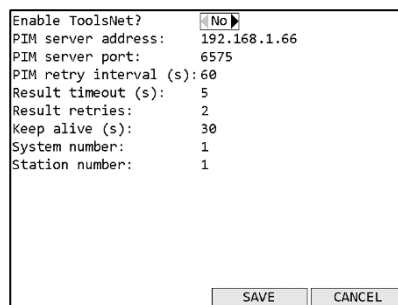 Enable ToolsNet? No
PIM server address: 192.168.1.66
PIM server port: 6575
PIM retry interval (s): 60
Result timeout (s): 5
Result retries: 2
Keep alive (s): 30
System number: 1
Station number: 1
SAVE CANCEL